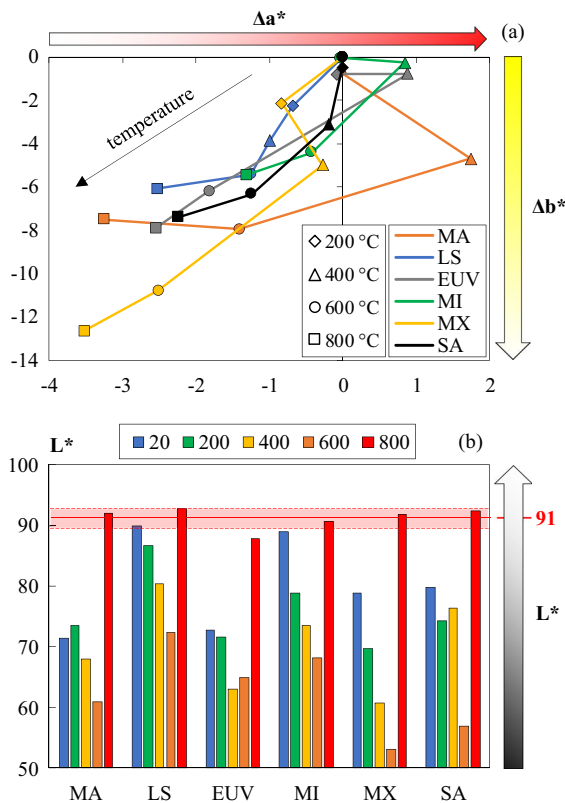 Δa*
(a)
0
-2
-4
-6
-8
-10
-12
-14
temperature
Δb*
200 °C
400 °C
600 °C
800 °C
MA
LS
EUV
MI
MX
SA
-4 -3 -2 -1 0 1 2
L*
20 200 400 600 800
(b)
100
90
80
70
60
50
91
L*
MA LS EUV MI MX SA